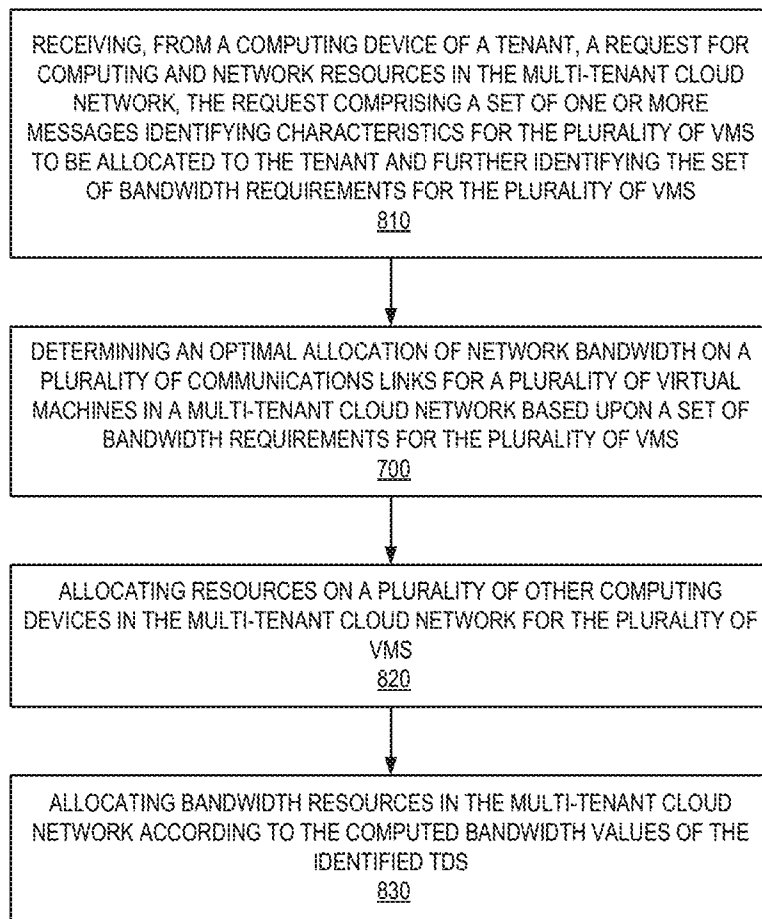 RECEIVING, FROM A COMPUTING DEVICE OF A TENANT, A REQUEST FOR
COMPUTING AND NETWORK RESOURCES IN THE MULTI-TENANT CLOUD
NETWORK, THE REQUEST COMPRISING A SET OF ONE OR MORE
MESSAGES IDENTIFYING CHARACTERISTICS FOR THE PLURALITY OF VMS
TO BE ALLOCATED TO THE TENANT AND FURTHER IDENTIFYING THE SET
OF BANDWIDTH REQUIREMENTS FOR THE PLURALITY OF VMS
810
DETERMINING AN OPTIMAL ALLOCATION OF NETWORK BANDWIDTH ON A
PLURALITY OF COMMUNICATIONS LINKS FOR A PLURALITY OF VIRTUAL
MACHINES IN A MULTI-TENANT CLOUD NETWORK BASED UPON A SET OF
BANDWIDTH REQUIREMENTS FOR THE PLURALITY OF VMS
700
ALLOCATING RESOURCES ON A PLURALITY OF OTHER COMPUTING
DEVICES IN THE MULTI-TENANT CLOUD NETWORK FOR THE PLURALITY OF
VMS
820
ALLOCATING BANDWIDTH RESOURCES IN THE MULTI-TENANT CLOUD
NETWORK ACCORDING TO THE COMPUTED BANDWIDTH VALUES OF THE
IDENTIFIED TDS
830